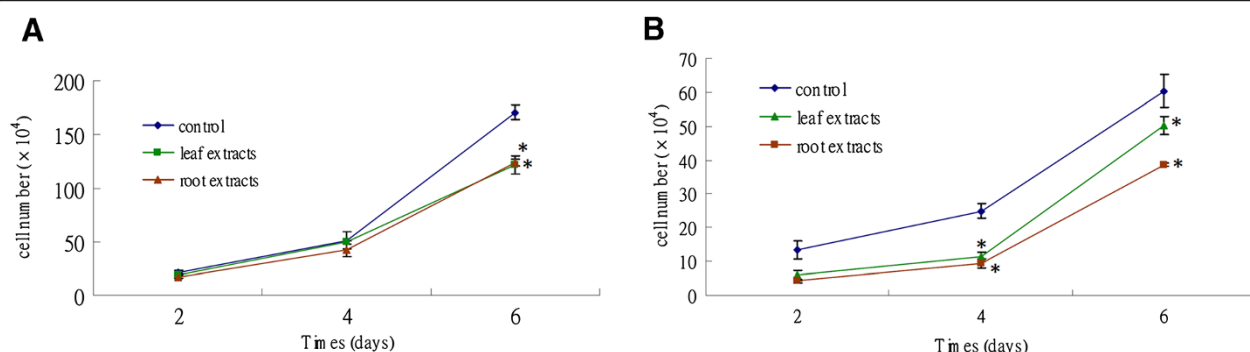 A
cell number (× 10⁴)
200
150
100
50
0
control
leaf extracts
root extracts
*
*
2
4
6
Times (days)
B
cell number (× 10⁴)
70
60
50
40
30
20
10
0
control
leaf extracts
root extracts
*
*
*
*
2
4
6
Times (days)